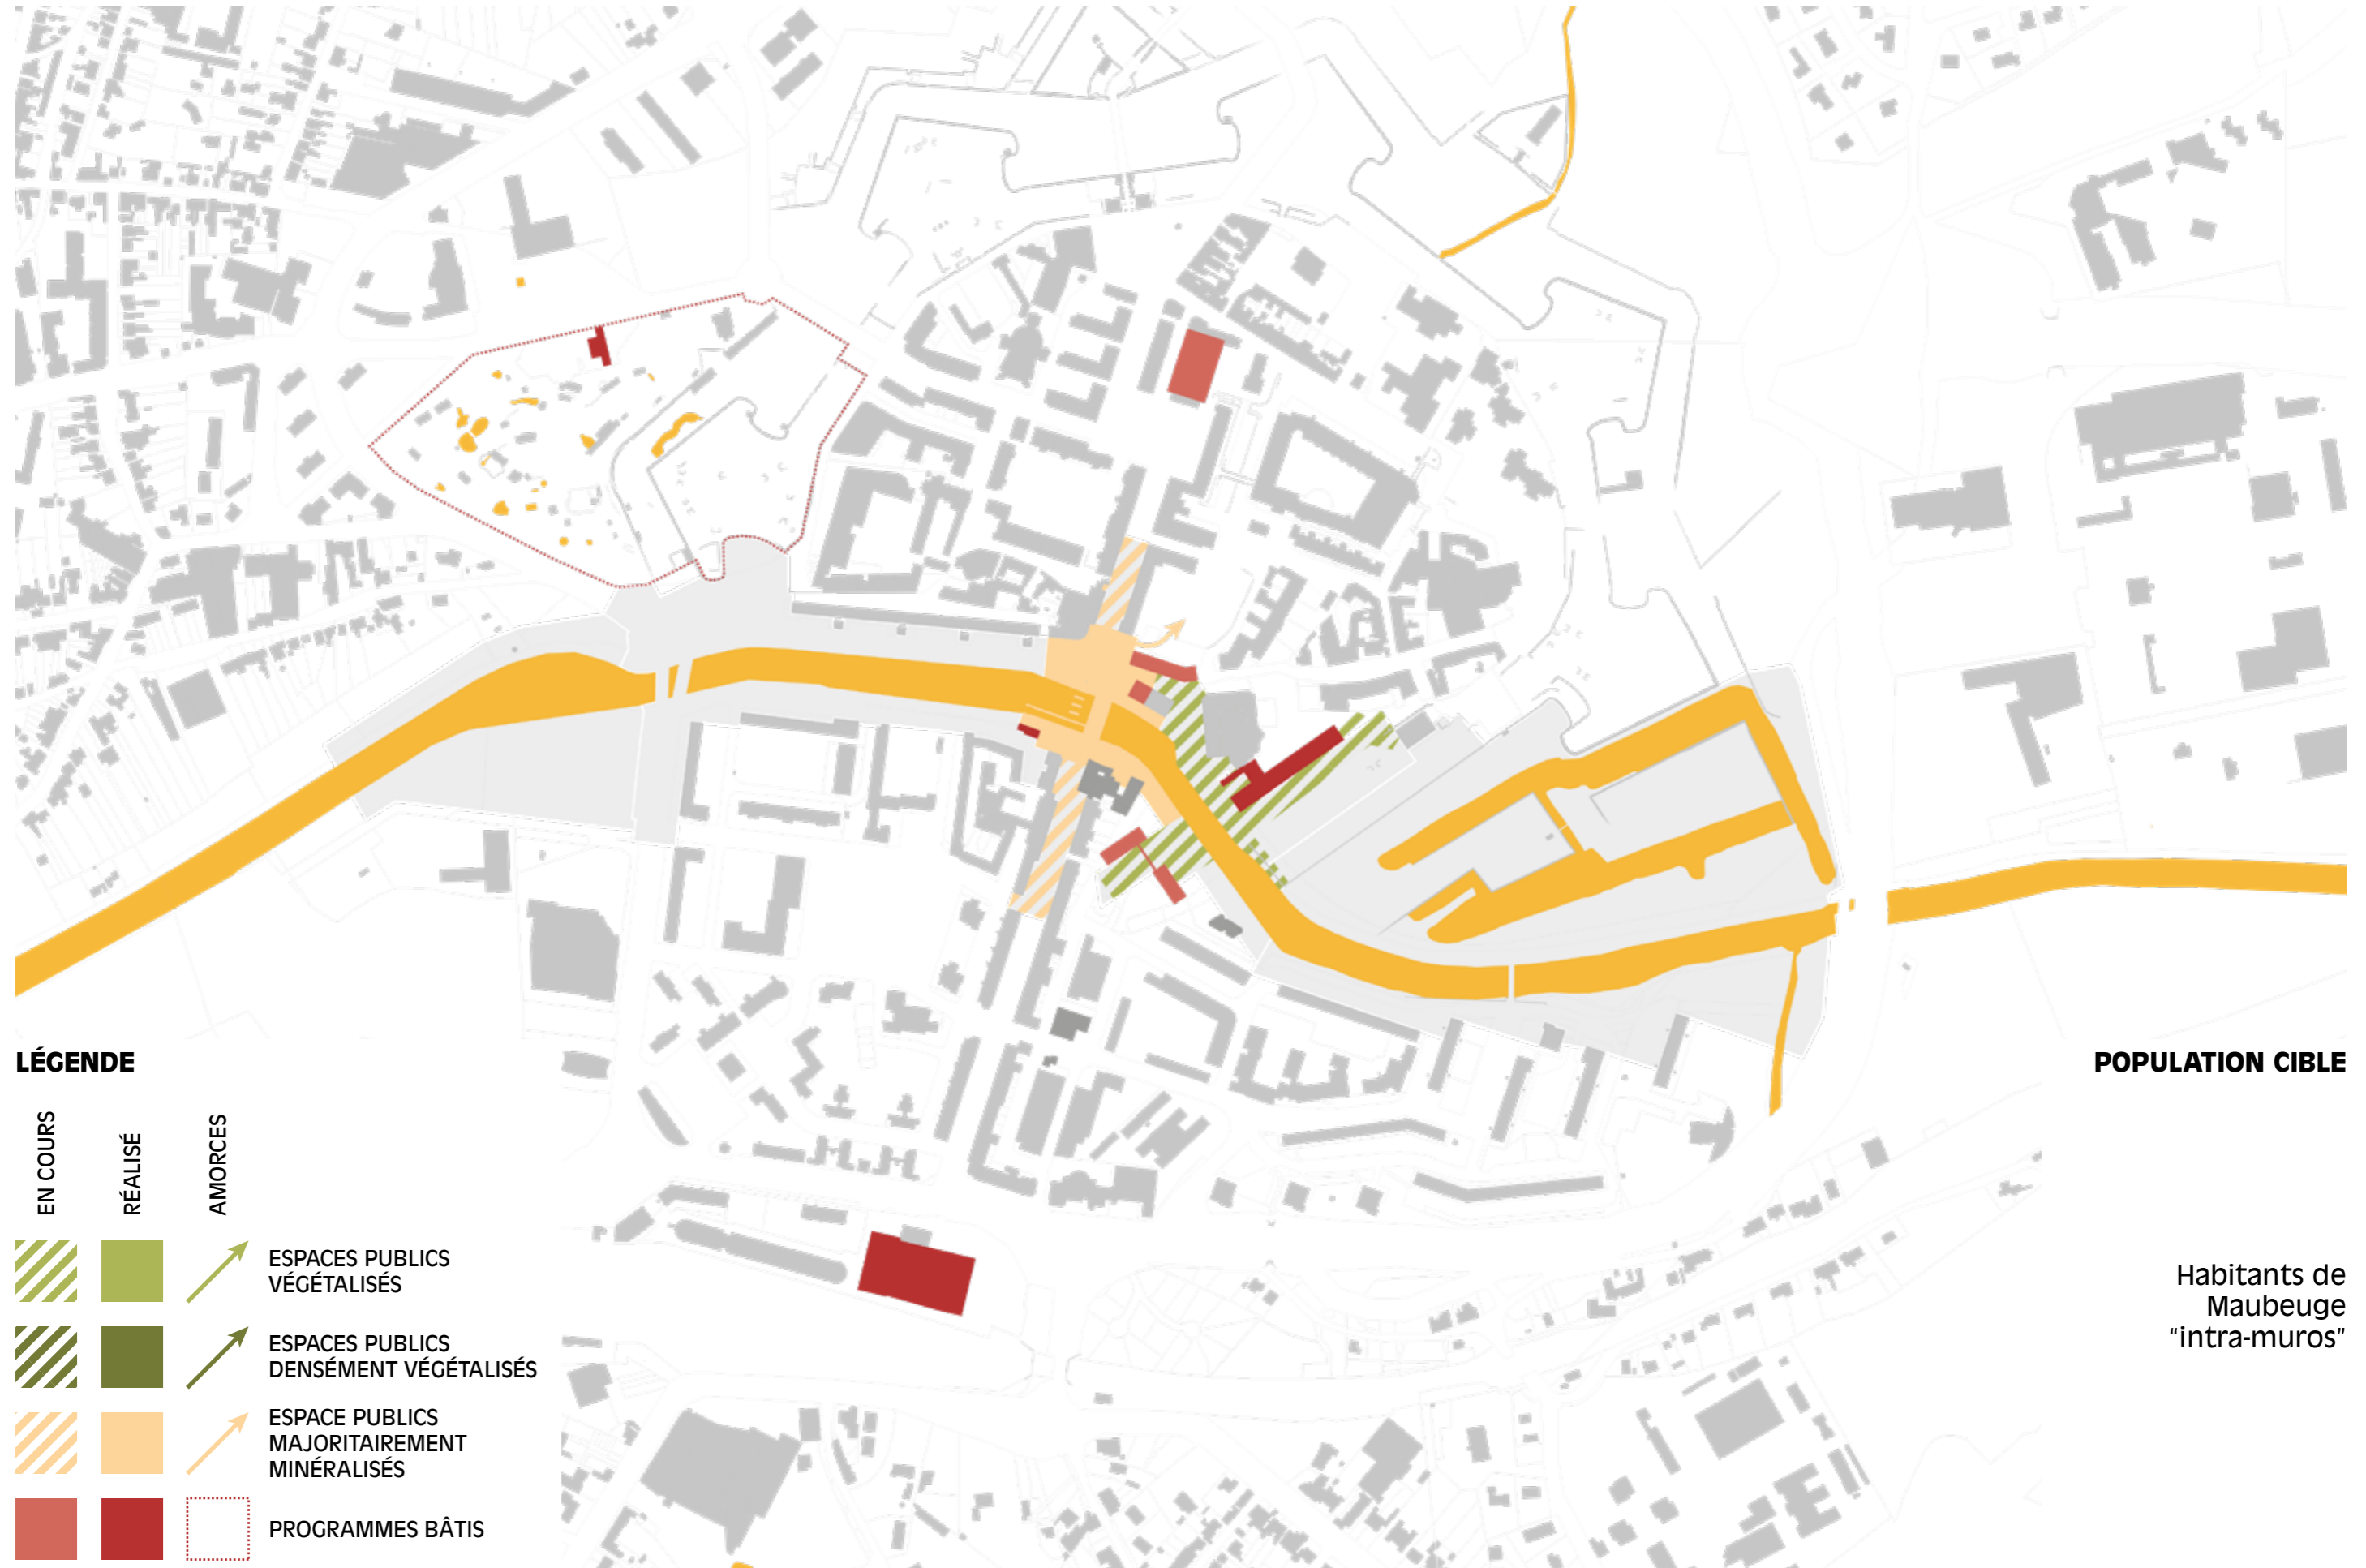 LÉGENDE
EN COURS
RÉALISÉ
AMORCES
ESPACES PUBLICS
VÉGÉTALISÉS
ESPACES PUBLICS
DENSÉMENT VÉGÉTALISÉS
ESPACE PUBLICS
MAJORITAIREMENT
MINÉRALISÉS
PROGRAMMES BÂTIS
POPULATION CIBLE
Habitants de
Maubeuge
“intra-muros”